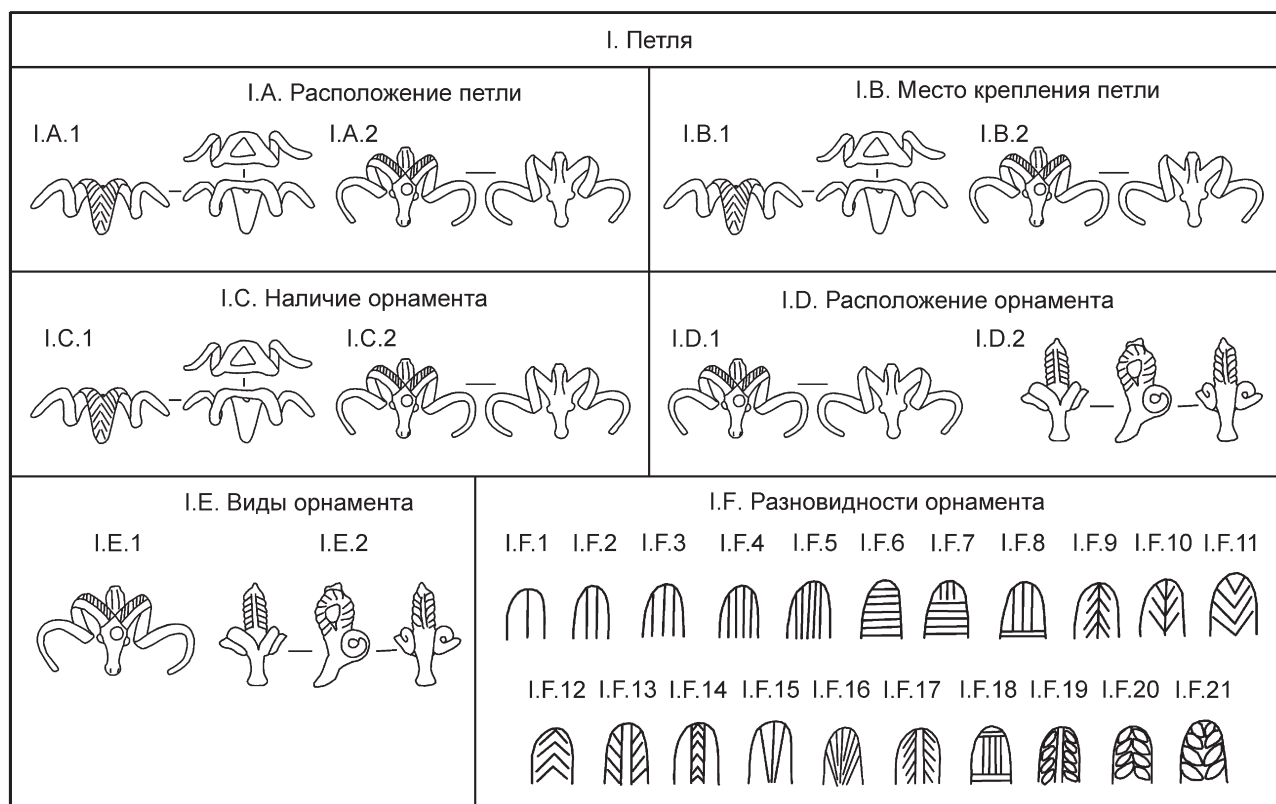 I. Петля
I.A. Расположение петли
I.A.1
I.A.2
I.B. Место крепления петли
I.B.1
I.B.2
I.C. Наличие орнамента
I.C.1
I.C.2
I.D. Расположение орнамента
I.D.1
I.D.2
I.E. Виды орнамента
I.E.1 I.E.2
I.F. Разновидности орнамента
I.F.1 I.F.2 I.F.3 I.F.4 I.F.5 I.F.6 I.F.7 I.F.8 I.F.9 I.F.10 I.F.11
I.F.12 I.F.13 I.F.14 I.F.15 I.F.16 I.F.17 I.F.18 I.F.19 I.F.20 I.F.21